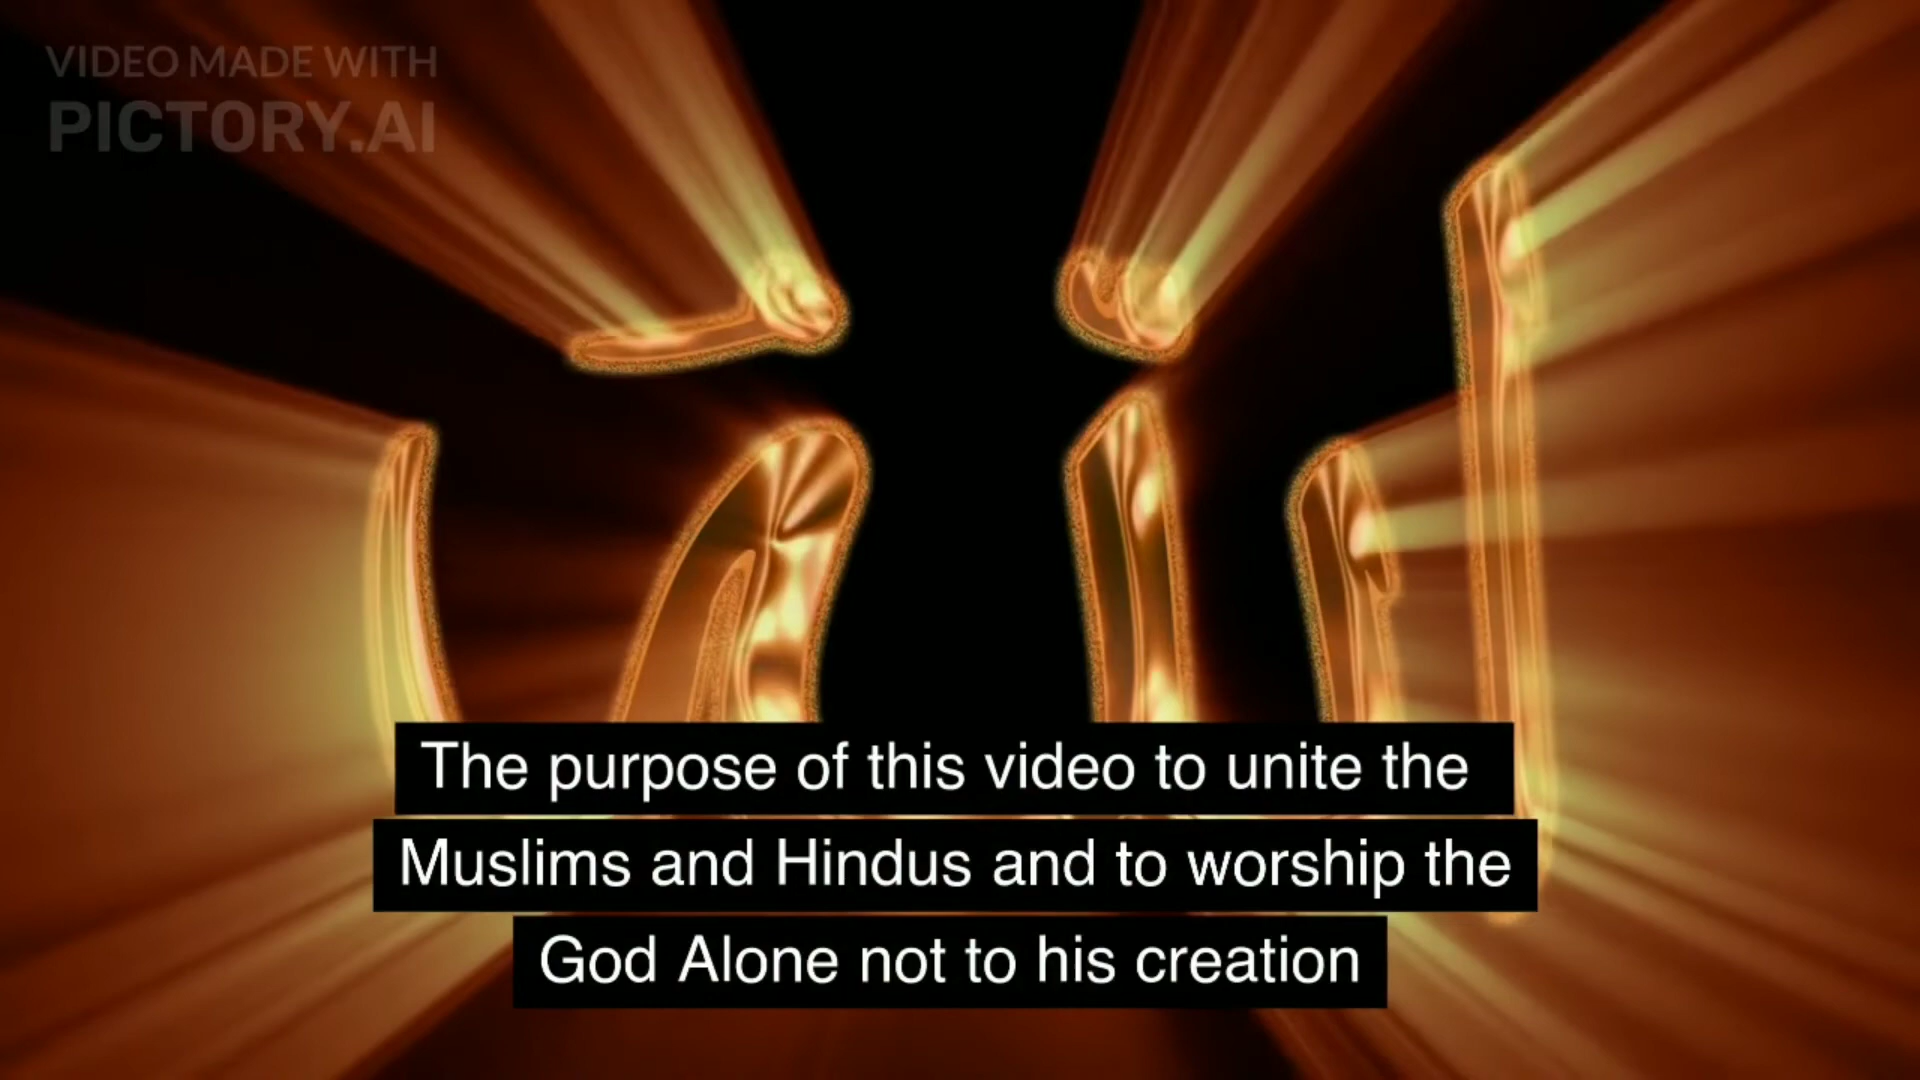 VIDEO MADE WITH
PICTORY.AI
The purpose of this video to unite the
Muslims and Hindus and to worship the
God Alone not to his creation